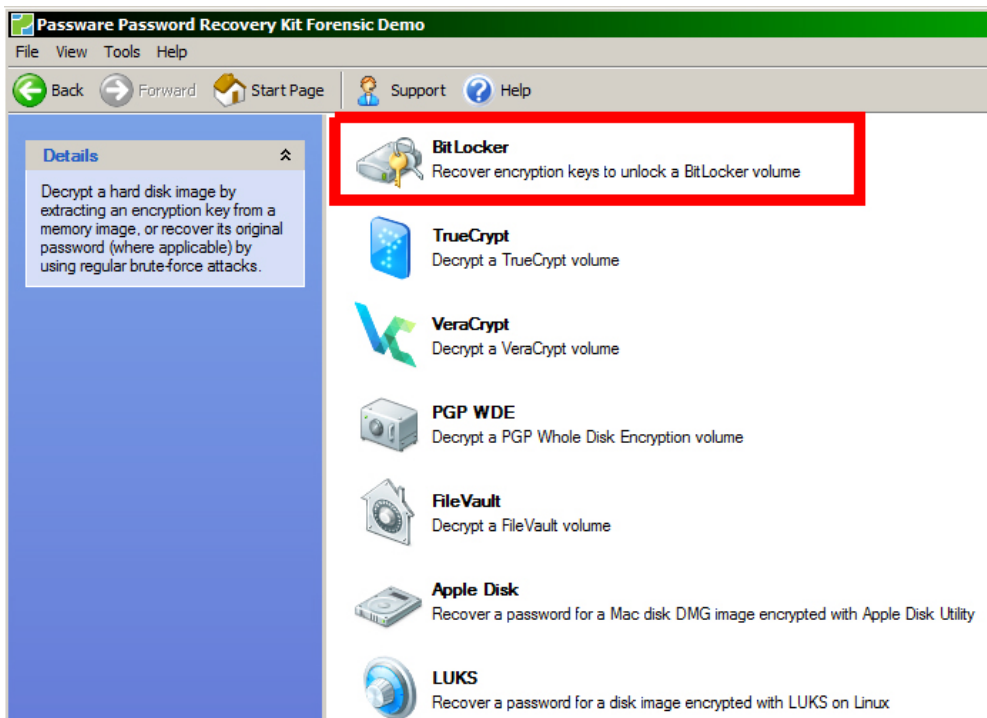 Passware Password Recovery Kit Forensic Demo
File View Tools Help
Back Forward Start Page Support Help
Details
Decrypt a hard disk image by
extracting an encryption key from a
memory image, or recover its original
password (where applicable) by
using regular brute-force attacks.
BitLocker
Recover encryption keys to unlock a BitLocker volume
TrueCrypt
Decrypt a TrueCrypt volume
VeraCrypt
Decrypt a VeraCrypt volume
PGP WDE
Decrypt a PGP Whole Disk Encryption volume
FileVault
Decrypt a FileVault volume
Apple Disk
Recover a password for a Mac disk DMG image encrypted with Apple Disk Utility
LUKS
Recover a password for a disk image encrypted with LUKS on Linux